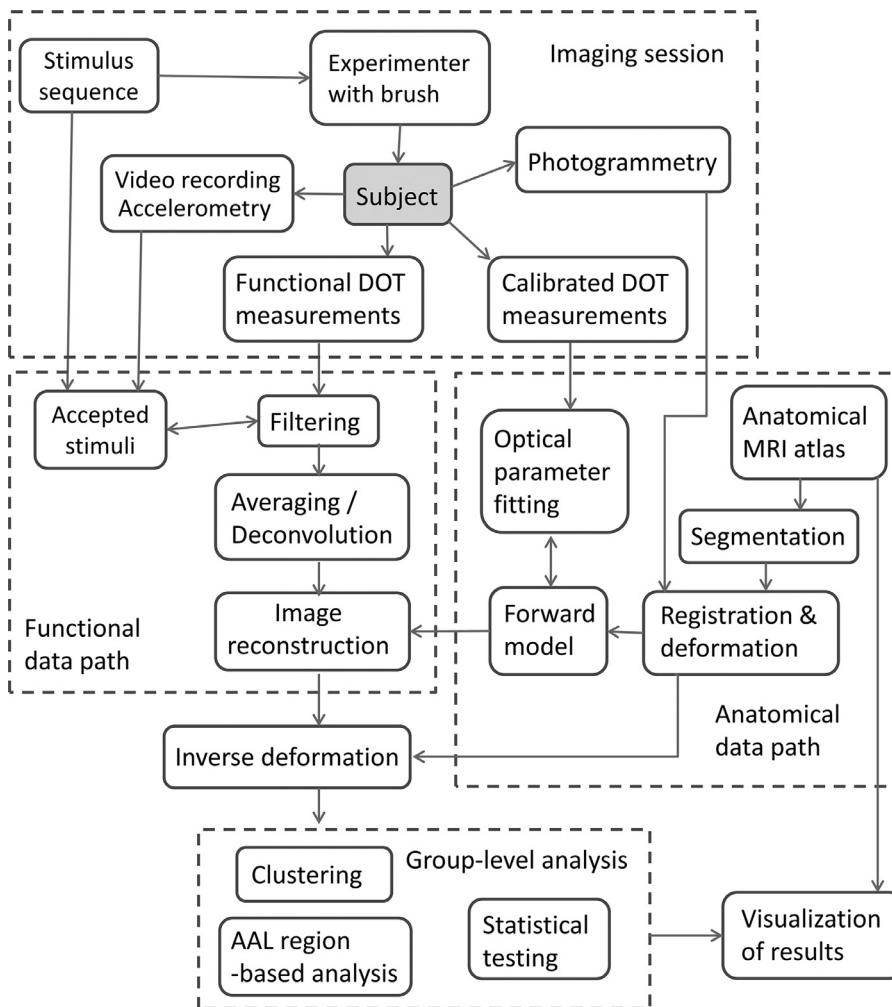 Stimulus
sequence
Experimenter
with brush
Imaging session
Video recording
Accelerometry
Subject
Photogrammetry
Functional DOT
measurements
Calibrated DOT
measurements
Accepted
stimuli
Filtering
Optical
parameter
fitting
Anatomical
MRI atlas
Averaging /
Deconvolution
Segmentation
Functional
data path
Image
reconstruction
Forward
model
Registration &
deformation
Anatomical
data path
Inverse deformation
Group-level analysis
Clustering
AAL region
-based analysis
Statistical
testing
Visualization
of results